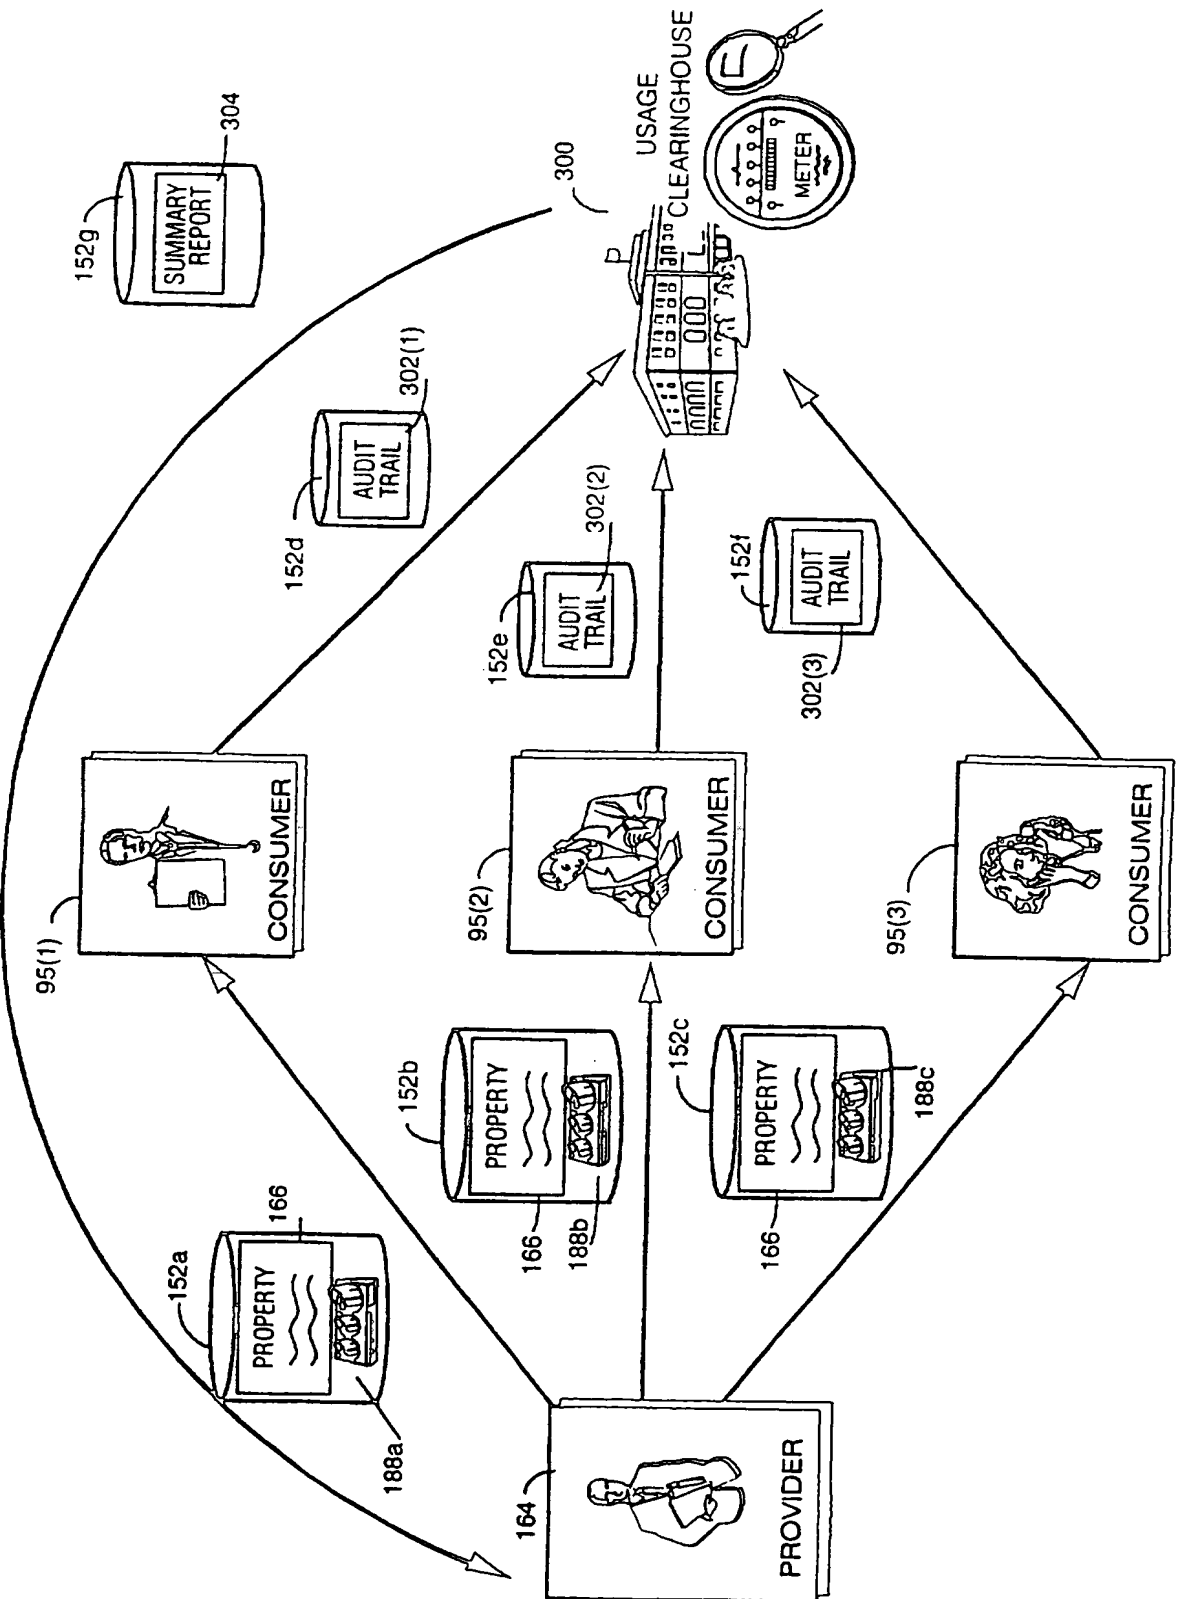 152g
SUMMARY
REPORT
304
300
USAGE
CLEARINGHOUSE
METER
152d
AUDIT
TRAIL
302(1)
152e
AUDIT
TRAIL
302(2)
152f
AUDIT
TRAIL
302(3)
95(1)
CONSUMER
95(2)
CONSUMER
95(3)
CONSUMER
152a
166
PROPERTY
188a
152b
PROPERTY
166
188b
152c
PROPERTY
166
188c
164
PROVIDER